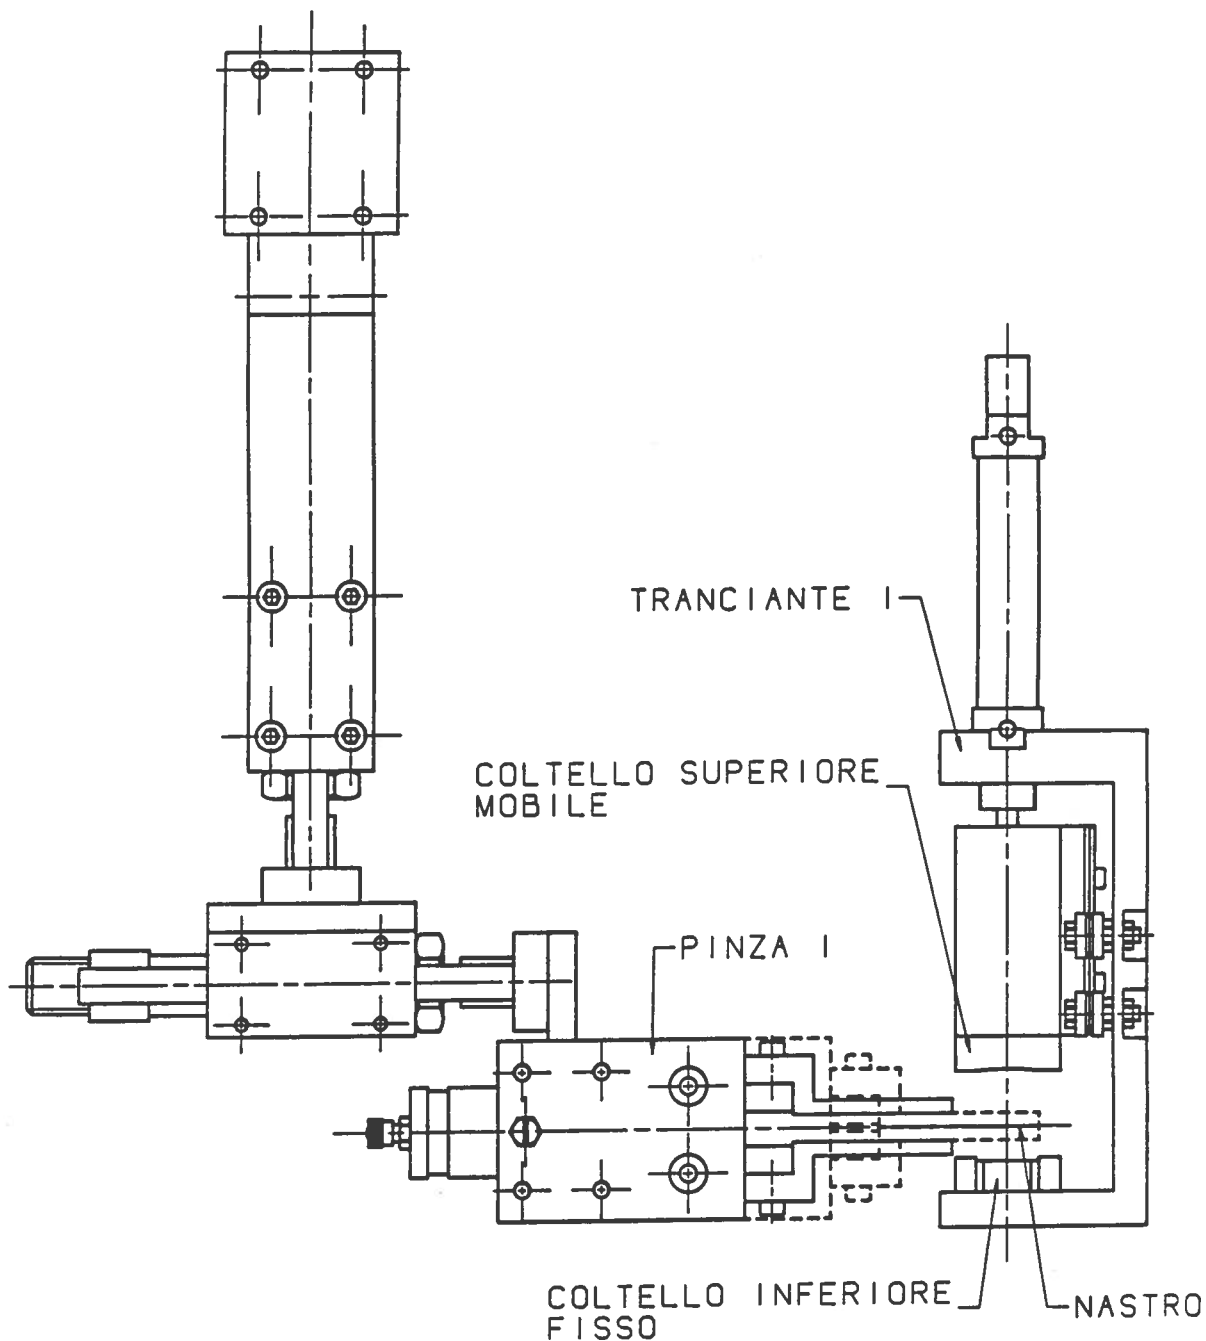 TRANCIANTE 1
COLTELLO SUPERIORE
MOBILE
PINZA 1
COLTELLO INFERIORE
FISSO
NASTRO